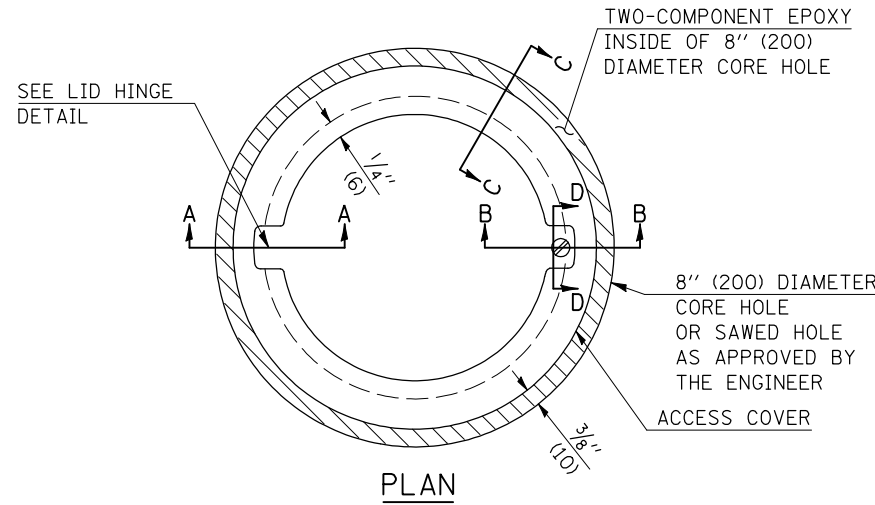 TWO-COMPONENT EPOXY
INSIDE OF 8" (200)
DIAMETER CORE HOLE
SEE LID HINGE
DETAIL
C
C
1/4"
(6)
A
A
B
B
D
D
8" (200) DIAMETER
CORE HOLE
OR SAWED HOLE
AS APPROVED BY
THE ENGINEER
ACCESS COVER
3/8"
(10)
PLAN